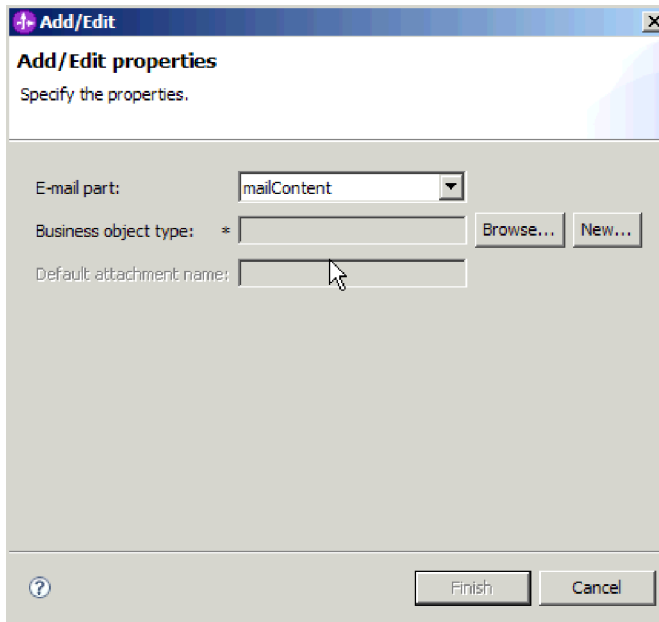 Add/Edit
Add/Edit properties
Specify the properties.
E-mail part: mailContent
Business object type: * Browse... New...
Default attachment name:
? Finish Cancel